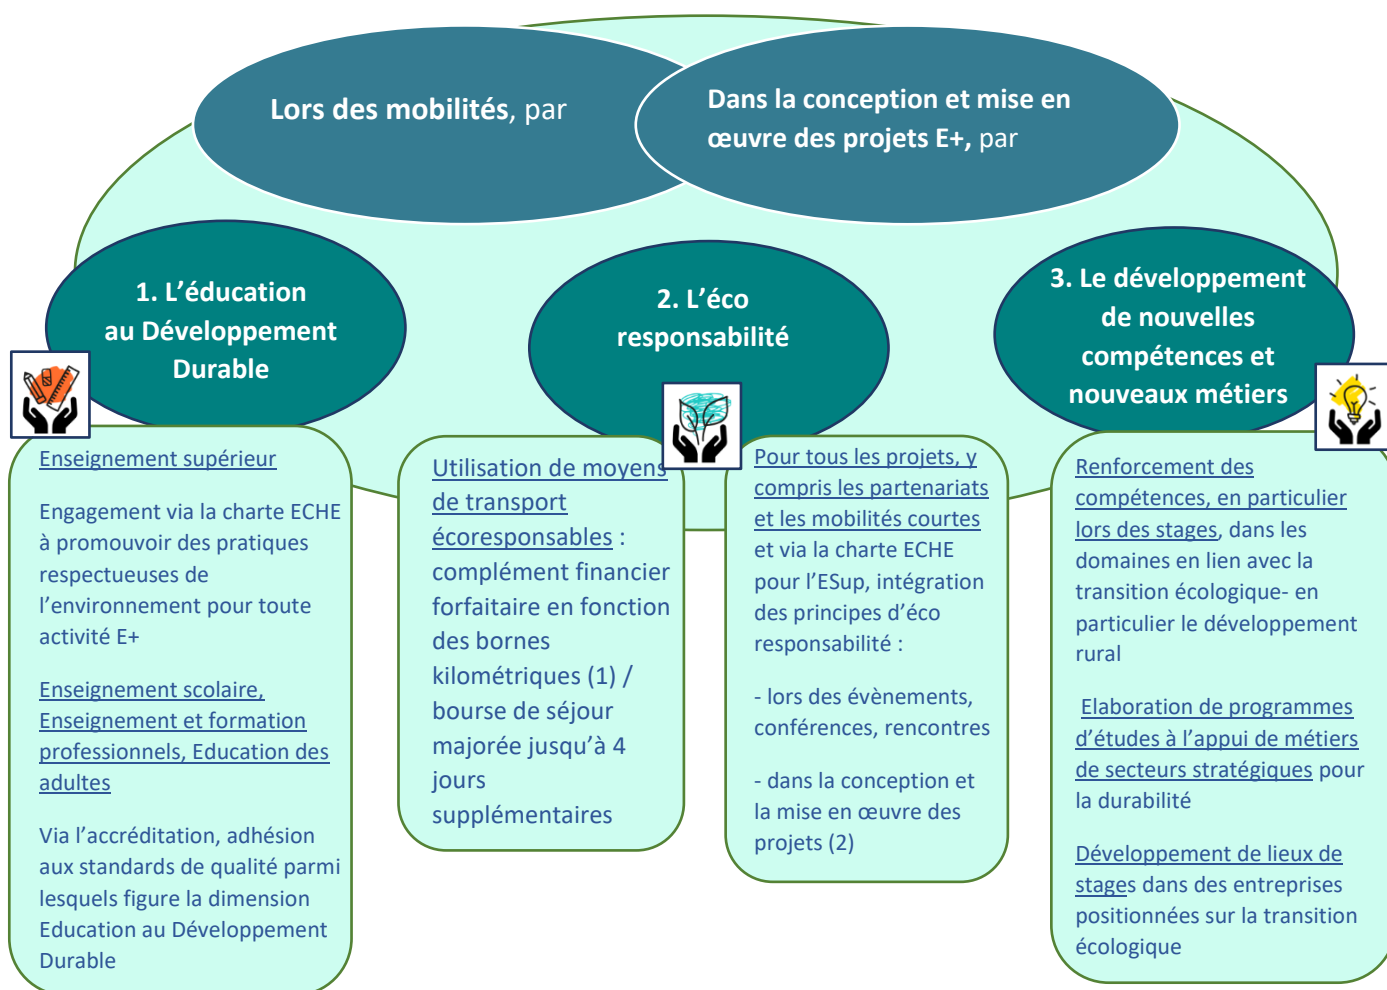 Lors des mobilités, par
Dans la conception et mise en
œuvre des projets E+, par
1. L’éducation
au Développement
Durable
2. L’éco
responsabilité
3. Le développement
de nouvelles
compétences et
nouveaux métiers
Enseignement supérieur
Engagement via la charte ECHE
à promouvoir des pratiques
respectueuses de
l’environnement pour toute
activité E+
Enseignement scolaire,
Enseignement et formation
professionnels, Education des
adultes
Via l’accréditation, adhésion
aux standards de qualité parmi
lesquels figure la dimension
Education au Développement
Durable
Utilisation de moyens
de transport
écoresponsables :
complément financier
forfaitaire en fonction
des bornes
kilométriques (1) /
bourse de séjour
majorée jusqu’à 4
jours
supplémentaires
Pour tous les projets, y
compris les partenariats
et les mobilités courtes
et via la charte ECHE
pour l’ESup, intégration
des principes d’éco
responsabilité :
- lors des évènements,
conférences, rencontres
- dans la conception et
la mise en œuvre des
projets (2)
Renforcement des
compétences, en particulier
lors des stages, dans les
domaines en lien avec la
transition écologique- en
particulier le développement
rural
Elaboration de programmes
d’études à l’appui de métiers
de secteurs stratégiques pour
la durabilité
Développement de lieux de
stages dans des entreprises
positionnées sur la transition
écologique